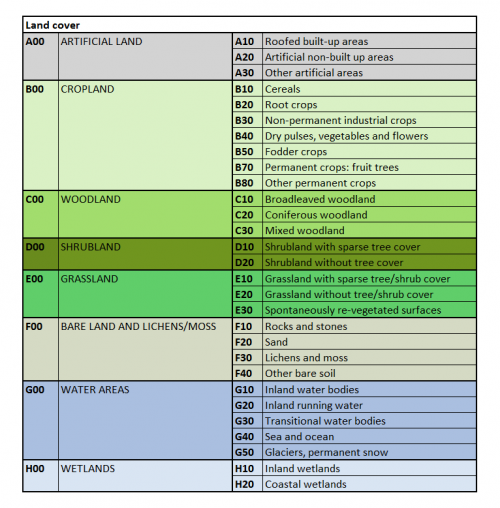 Land cover
A00 ARTIFICIAL LAND A10 Roofed built-up areas
A20 Artificial non-built up areas
A30 Other artificial areas
B00 CROPLAND B10 Cereals
B20 Root crops
B30 Non-permanent industrial crops
B40 Dry pulses, vegetables and flowers
B50 Fodder crops
B70 Permanent crops: fruit trees
B80 Other permanent crops
C00 WOODLAND C10 Broadleaved woodland
C20 Coniferous woodland
C30 Mixed woodland
D00 SHRUBLAND D10 Shrubland with sparse tree cover
D20 Shrubland without tree cover
E00 GRASSLAND E10 Grassland with sparse tree/shrub cover
E20 Grassland without tree/shrub cover
E30 Spontaneously re-vegetated surfaces
F00 BARE LAND AND LICHENS/MOSS F10 Rocks and stones
F20 Sand
F30 Lichens and moss
F40 Other bare soil
G00 WATER AREAS G10 Inland water bodies
G20 Inland running water
G30 Transitional water bodies
G40 Sea and ocean
G50 Glaciers, permanent snow
H00 WETLANDS H10 Inland wetlands
H20 Coastal wetlands